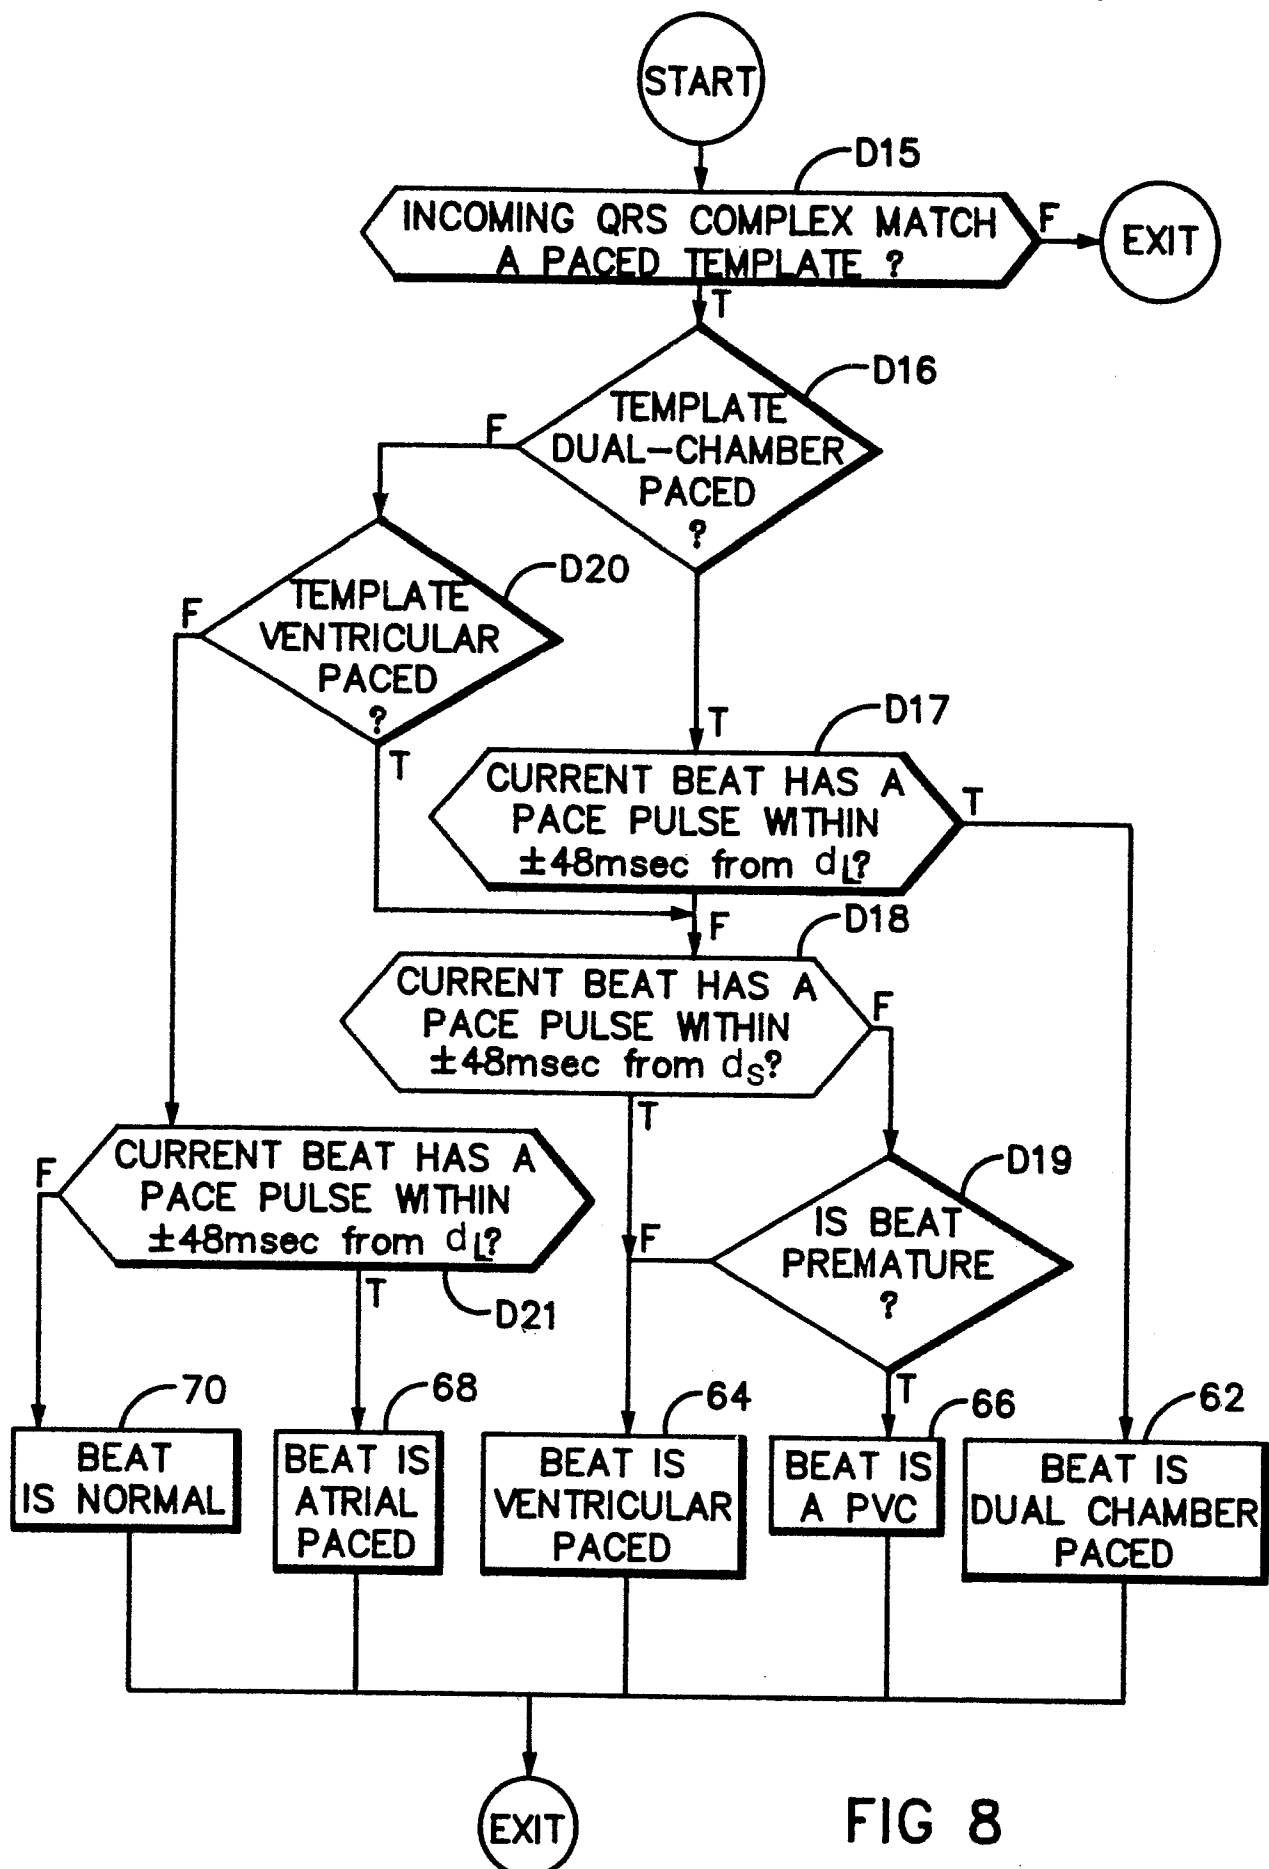 START
D15
INCOMING QRS COMPLEX MATCH
A PACED TEMPLATE ?
F
EXIT
T
D16
TEMPLATE
DUAL-CHAMBER
PACED
?
F
D20
TEMPLATE
VENTRICULAR
PACED
?
F
T
T
D17
CURRENT BEAT HAS A
PACE PULSE WITHIN
±48msec from dL?
T
F
D18
CURRENT BEAT HAS A
PACE PULSE WITHIN
±48msec from dS?
F
T
CURRENT BEAT HAS A
PACE PULSE WITHIN
±48msec from dL?
F
T
D21
D19
IS BEAT
PREMATURE
?
F
T
70
BEAT
IS NORMAL
68
BEAT IS
ATRIAL
PACED
64
BEAT IS
VENTRICULAR
PACED
66
BEAT IS
A PVC
62
BEAT IS
DUAL CHAMBER
PACED
EXIT
FIG 8